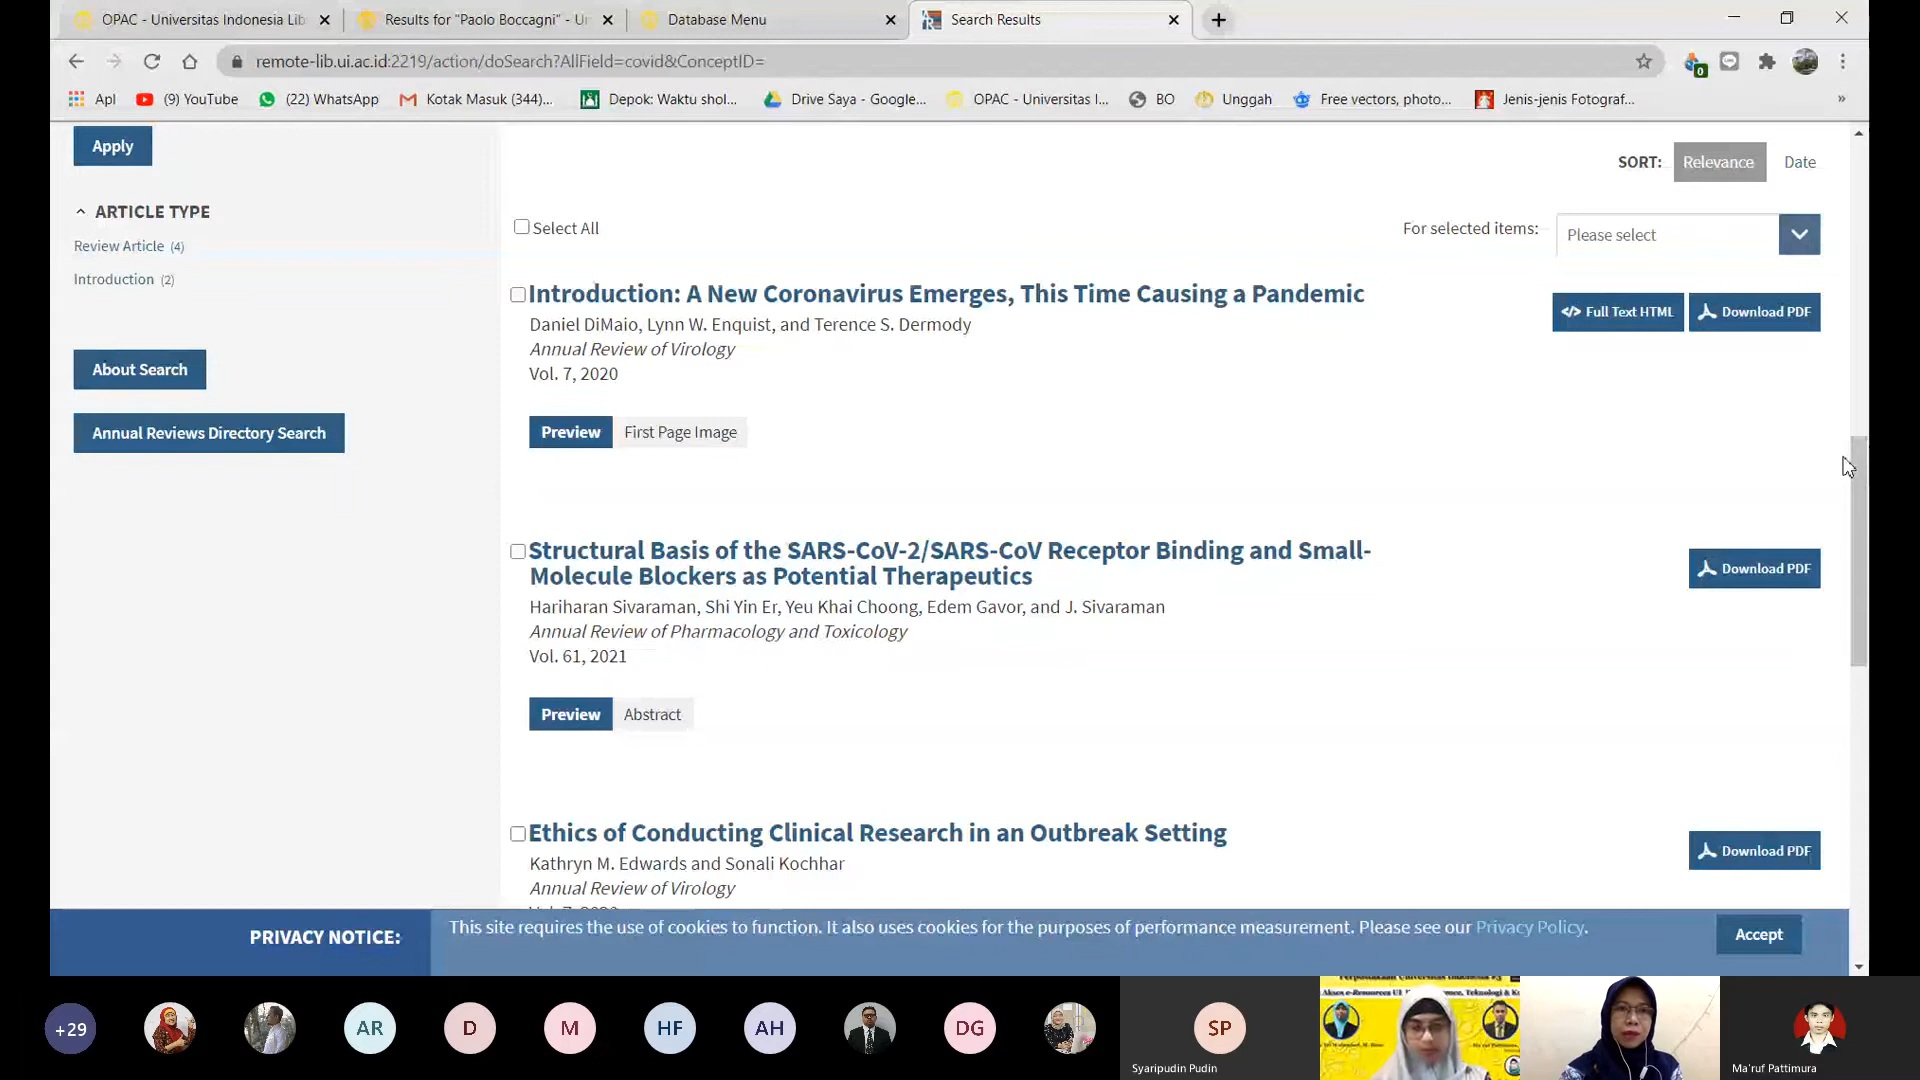 OPAC - Universitas Indonesia Lib
Results for "Paolo Boccagni" - Un
Database Menu
Search Results
remote-lib.ui.ac.id:2219/action/doSearch?AllField=covid&ConceptID=
0
Apl
(9) YouTube
(22) WhatsApp
Kotak Masuk (344)...
Depok: Waktu shol...
Drive Saya - Google...
OPAC - Universitas I...
BO
Unggah
Free vectors, photo...
Jenis-jenis Fotograf...
»
Apply
SORT:
Relevance
Date
ARTICLE TYPE
Review Article (4)
Introduction (2)
About Search
Annual Reviews Directory Search
Select All
For selected items:
Please select
Introduction: A New Coronavirus Emerges, This Time Causing a Pandemic
Daniel DiMaio, Lynn W. Enquist, and Terence S. Dermody
Annual Review of Virology
Vol. 7, 2020
</> Full Text HTML
Download PDF
Preview
First Page Image
Structural Basis of the SARS-CoV-2/SARS-CoV Receptor Binding and Small-
Molecule Blockers as Potential Therapeutics
Hariharan Sivaraman, Shi Yin Er, Yeu Khai Choong, Edem Gavor, and J. Sivaraman
Annual Review of Pharmacology and Toxicology
Vol. 61, 2021
Download PDF
Preview
Abstract
Ethics of Conducting Clinical Research in an Outbreak Setting
Kathryn M. Edwards and Sonali Kochhar
Annual Review of Virology
Download PDF
PRIVACY NOTICE:
This site requires the use of cookies to function. It also uses cookies for the purposes of performance measurement. Please see our Privacy Policy.
Accept
+29
AR
D
M
HF
AH
DG
SP
Syaripudin Pudin
Ma'ruf Pattimura